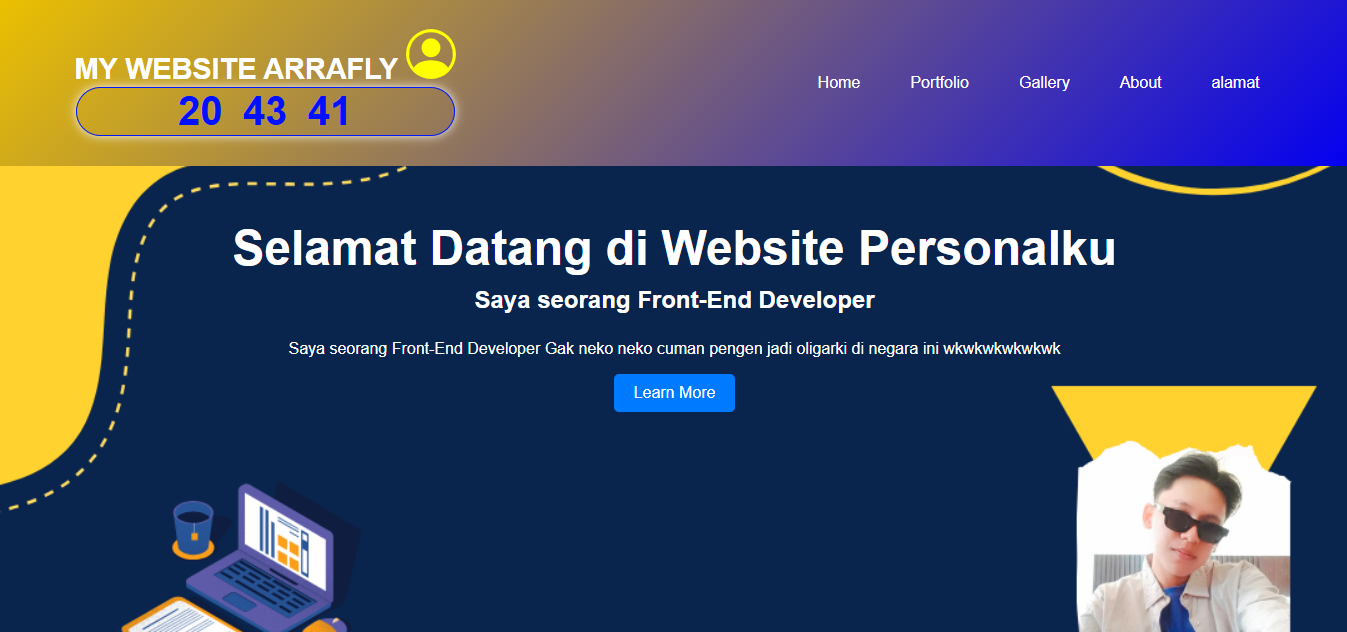 MY WEBSITE ARRAFLY
20 43 41
Home Portfolio Gallery About alamat
Selamat Datang di Website Personalku
Saya seorang Front-End Developer
Saya seorang Front-End Developer Gak neko neko cuman pengen jadi oligarki di negara ini wkwkwkwkwkwk
Learn More